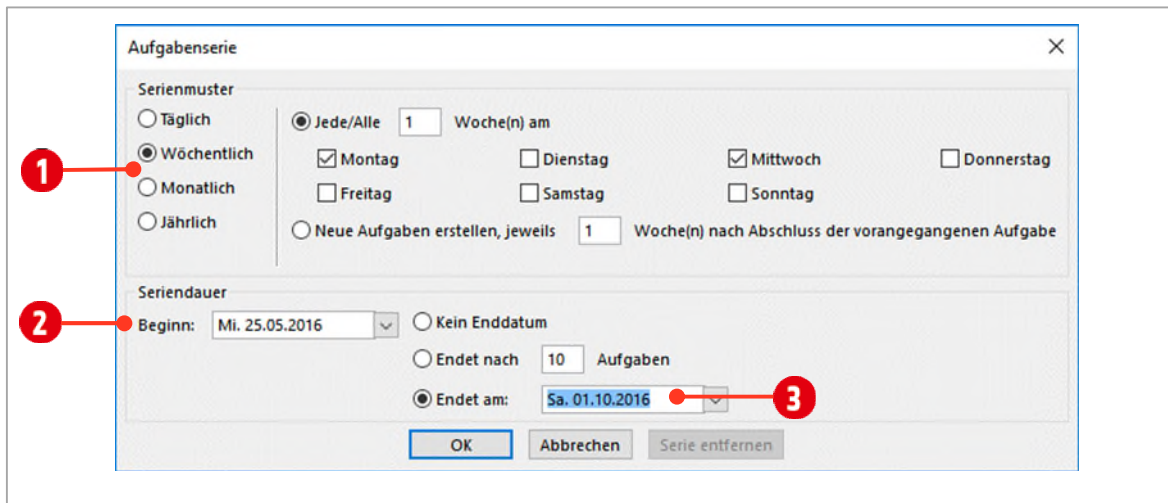 Aufgabenserie
Serienmuster
Täglich
Wöchentlich
Monatlich
Jährlich
Jede/Alle 1 Woche(n) am
Montag Dienstag Mittwoch Donnerstag
Freitag Samstag Sonntag
Neue Aufgaben erstellen, jeweils 1 Woche(n) nach Abschluss der vorangegangenen Aufgabe
1
Seriendauer
2
Beginn: Mi. 25.05.2016
Kein Enddatum
Endet nach 10 Aufgaben
Endet am: Sa. 01.10.2016
3
OK Abbrechen Serie entfernen